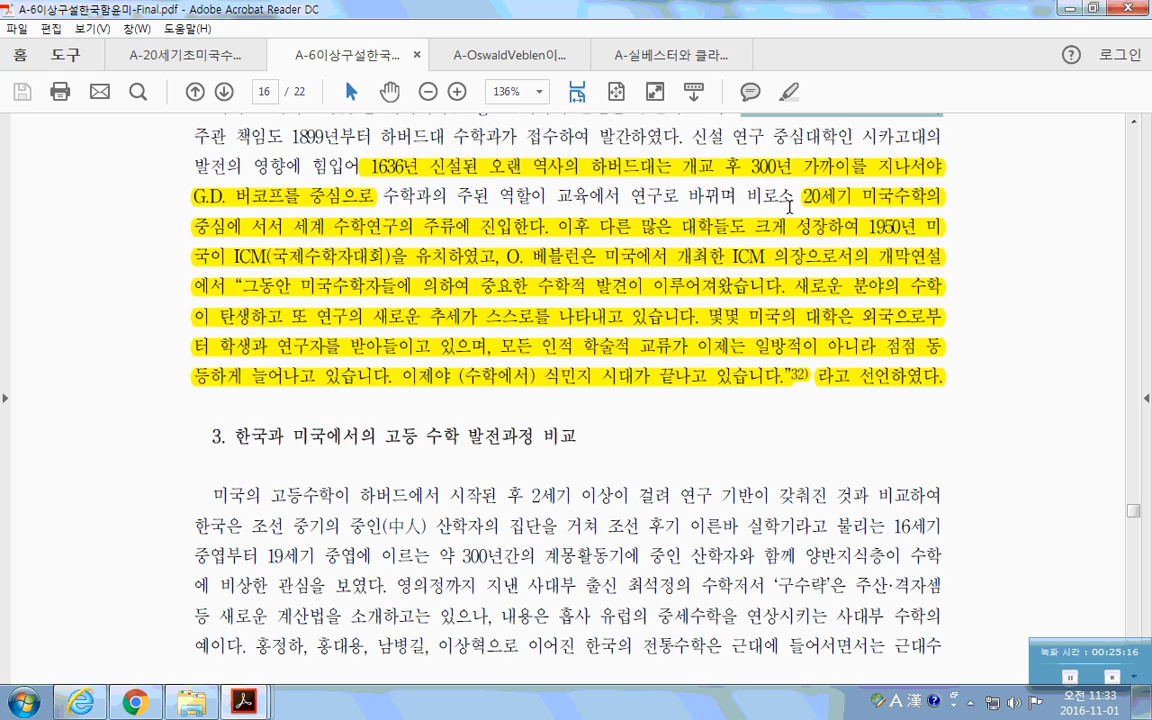 A-6이상구설한국함윤미-Final.pdf - Adobe Acrobat Reader DC
파일 편집 보기(V) 창(W) 도움말(H)
홈 도구 A-20세기초미국수... A-6이상구설한국... × A-OswaldVeblen이... A-실베스터와 클라... 로그인
16 / 22 136%
주관 책임도 1899년부터 하버드대 수학과가 접수하여 발간하였다. 신설 연구 중심대학인 시카고대의
발전의 영향에 힘입어 1636년 신설된 오랜 역사의 하버드대는 개교 후 300년 가까이를 지나서야
G.D. 버코프를 중심으로 수학과의 주된 역할이 교육에서 연구로 바뀌며 비로소 20세기 미국수학의
중심에 서서 세계 수학연구의 주류에 진입한다. 이후 다른 많은 대학들도 크게 성장하여 1950년 미
국이 ICM(국제수학자대회)을 유치하였고, O. 베블런은 미국에서 개최한 ICM 의장으로서의 개막연설
에서 “그동안 미국수학자들에 의하여 중요한 수학적 발견이 이루어져왔습니다. 새로운 분야의 수학
이 탄생하고 또 연구의 새로운 추세가 스스로를 나타내고 있습니다. 몇몇 미국의 대학은 외국으로부
터 학생과 연구자를 받아들이고 있으며, 모든 인적 학술적 교류가 이제는 일방적이 아니라 점점 동
등하게 늘어나고 있습니다. 이제야 (수학에서) 식민지 시대가 끝나고 있습니다.”32) 라고 선언하였다.
3. 한국과 미국에서의 고등 수학 발전과정 비교
미국의 고등수학이 하버드에서 시작된 후 2세기 이상이 걸려 연구 기반이 갖춰진 것과 비교하여
한국은 조선 중기의 중인(中人) 산학자의 집단을 거쳐 조선 후기 이른바 실학기라고 불리는 16세기
중엽부터 19세기 중엽에 이르는 약 300년간의 계몽활동기에 중인 산학자와 함께 양반지식층이 수학
에 비상한 관심을 보였다. 영의정까지 지낸 사대부 출신 최석정의 수학저서 ‘구수략’은 주산·격자셈
등 새로운 계산법을 소개하고는 있으나, 내용은 흡사 유럽의 중세수학을 연상시키는 사대부 수학의
예이다. 홍정하, 홍대용, 남병길, 이상혁으로 이어진 한국의 전통수학은 근대에 들어서면서는 근대수
녹화 시간 : 00:25:16
A 漢
오전 11:33
2016-11-01